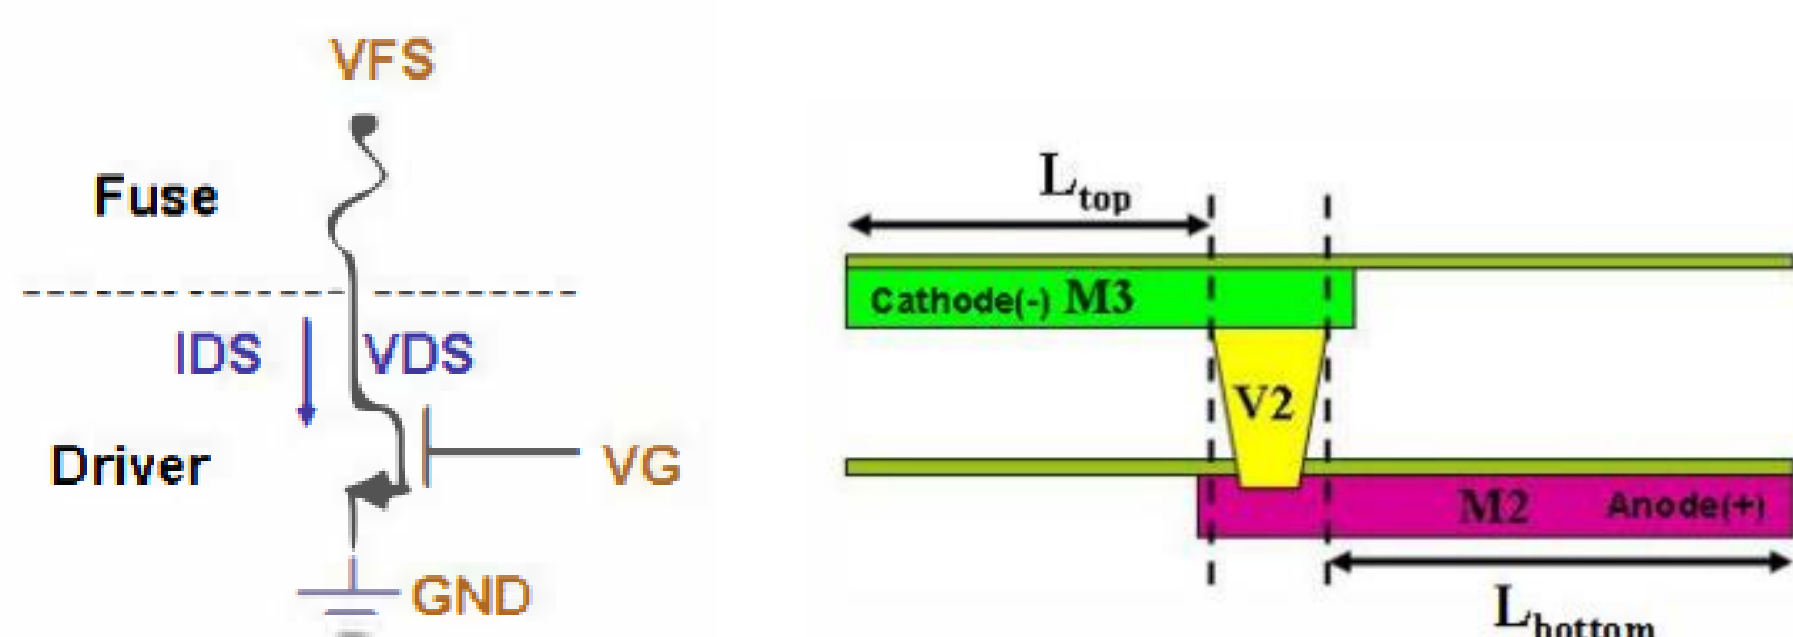 VFS
Fuse
IDS VDS
Driver
VG
GND
Ltop
Cathode(-) M3
V2
M2 Anode(+)
Lbottom